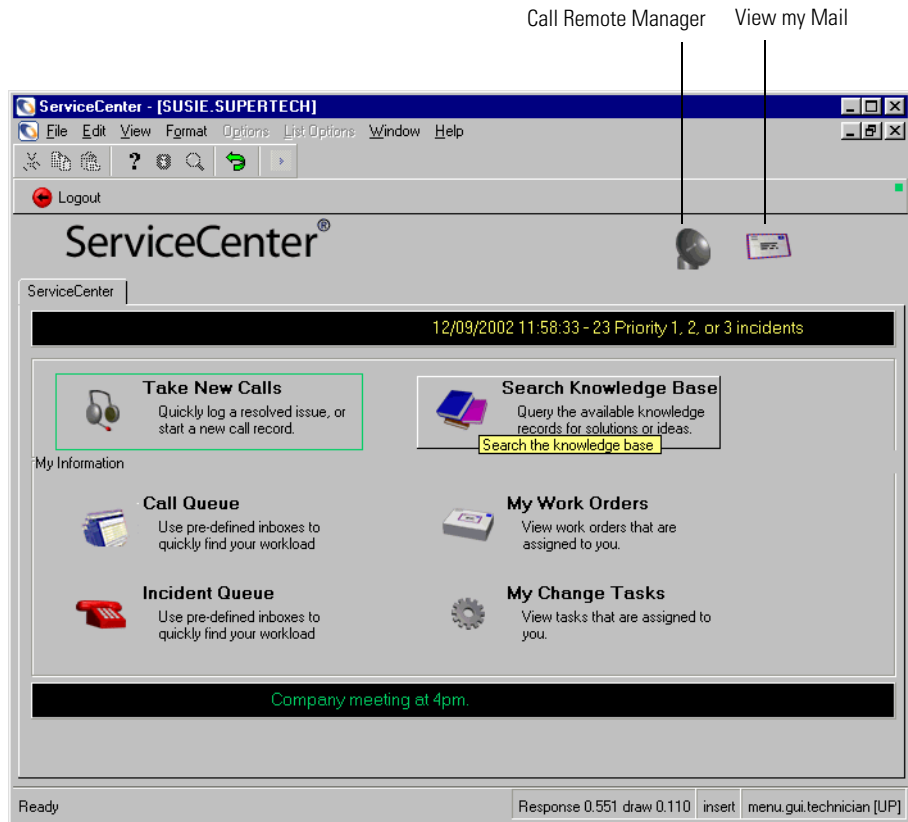 Call Remote Manager View my Mail
ServiceCenter - [SUSIE.SUPERTECH]
File Edit View Format Options List Options Window Help
Logout
ServiceCenter®
ServiceCenter
12/09/2002 11:58:33 - 23 Priority 1, 2, or 3 incidents
Take New Calls
Quickly log a resolved issue, or
start a new call record.
Search Knowledge Base
Query the available knowledge
records for solutions or ideas.
Search the knowledge base
My Information
Call Queue
Use pre-defined inboxes to
quickly find your workload
My Work Orders
View work orders that are
assigned to you.
Incident Queue
Use pre-defined inboxes to
quickly find your workload
My Change Tasks
View tasks that are assigned to
you.
Company meeting at 4pm.
Ready Response 0.551 draw 0.110 insert menu.gui.technician [UP]